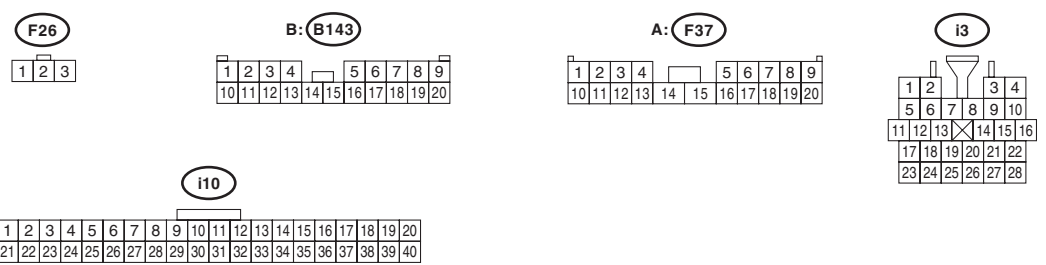 F26
B: B143
A: F37
i3
1 2 3
1 2 3 4 5 6 7 8 9
10 11 12 13 14 15 16 17 18 19 20
1 2 3 4 5 6 7 8 9
10 11 12 13 14 15 16 17 18 19 20
1 2 3 4
5 6 7 8 9 10
11 12 13 14 15 16
17 18 19 20 21 22
23 24 25 26 27 28
i10
1 2 3 4 5 6 7 8 9 10 11 12 13 14 15 16 17 18 19 20
21 22 23 24 25 26 27 28 29 30 31 32 33 34 35 36 37 38 39 40